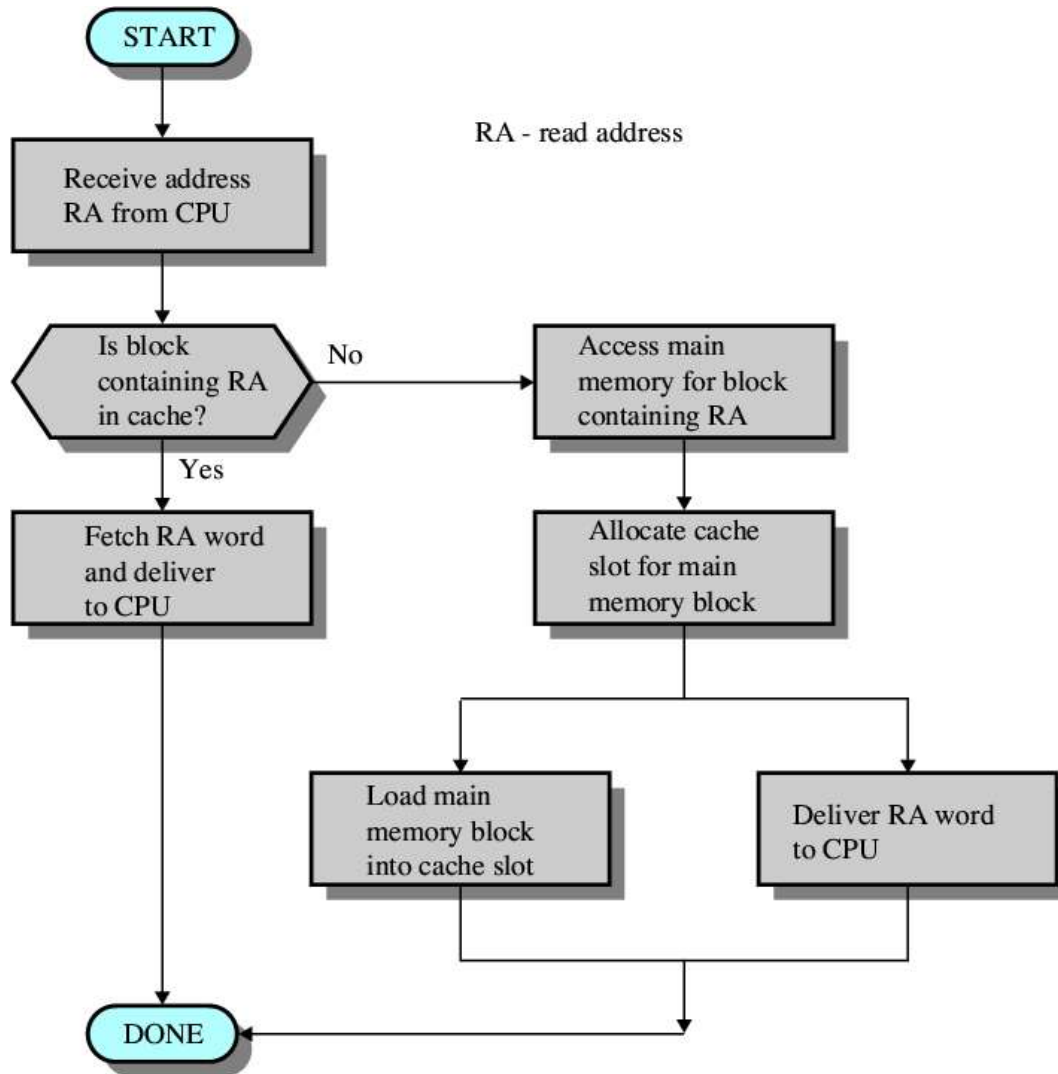 START
RA - read address
Receive address
RA from CPU
Is block
containing RA
in cache?
No
Yes
Access main
memory for block
containing RA
Fetch RA word
and deliver
to CPU
Allocate cache
slot for main
memory block
Load main
memory block
into cache slot
Deliver RA word
to CPU
DONE